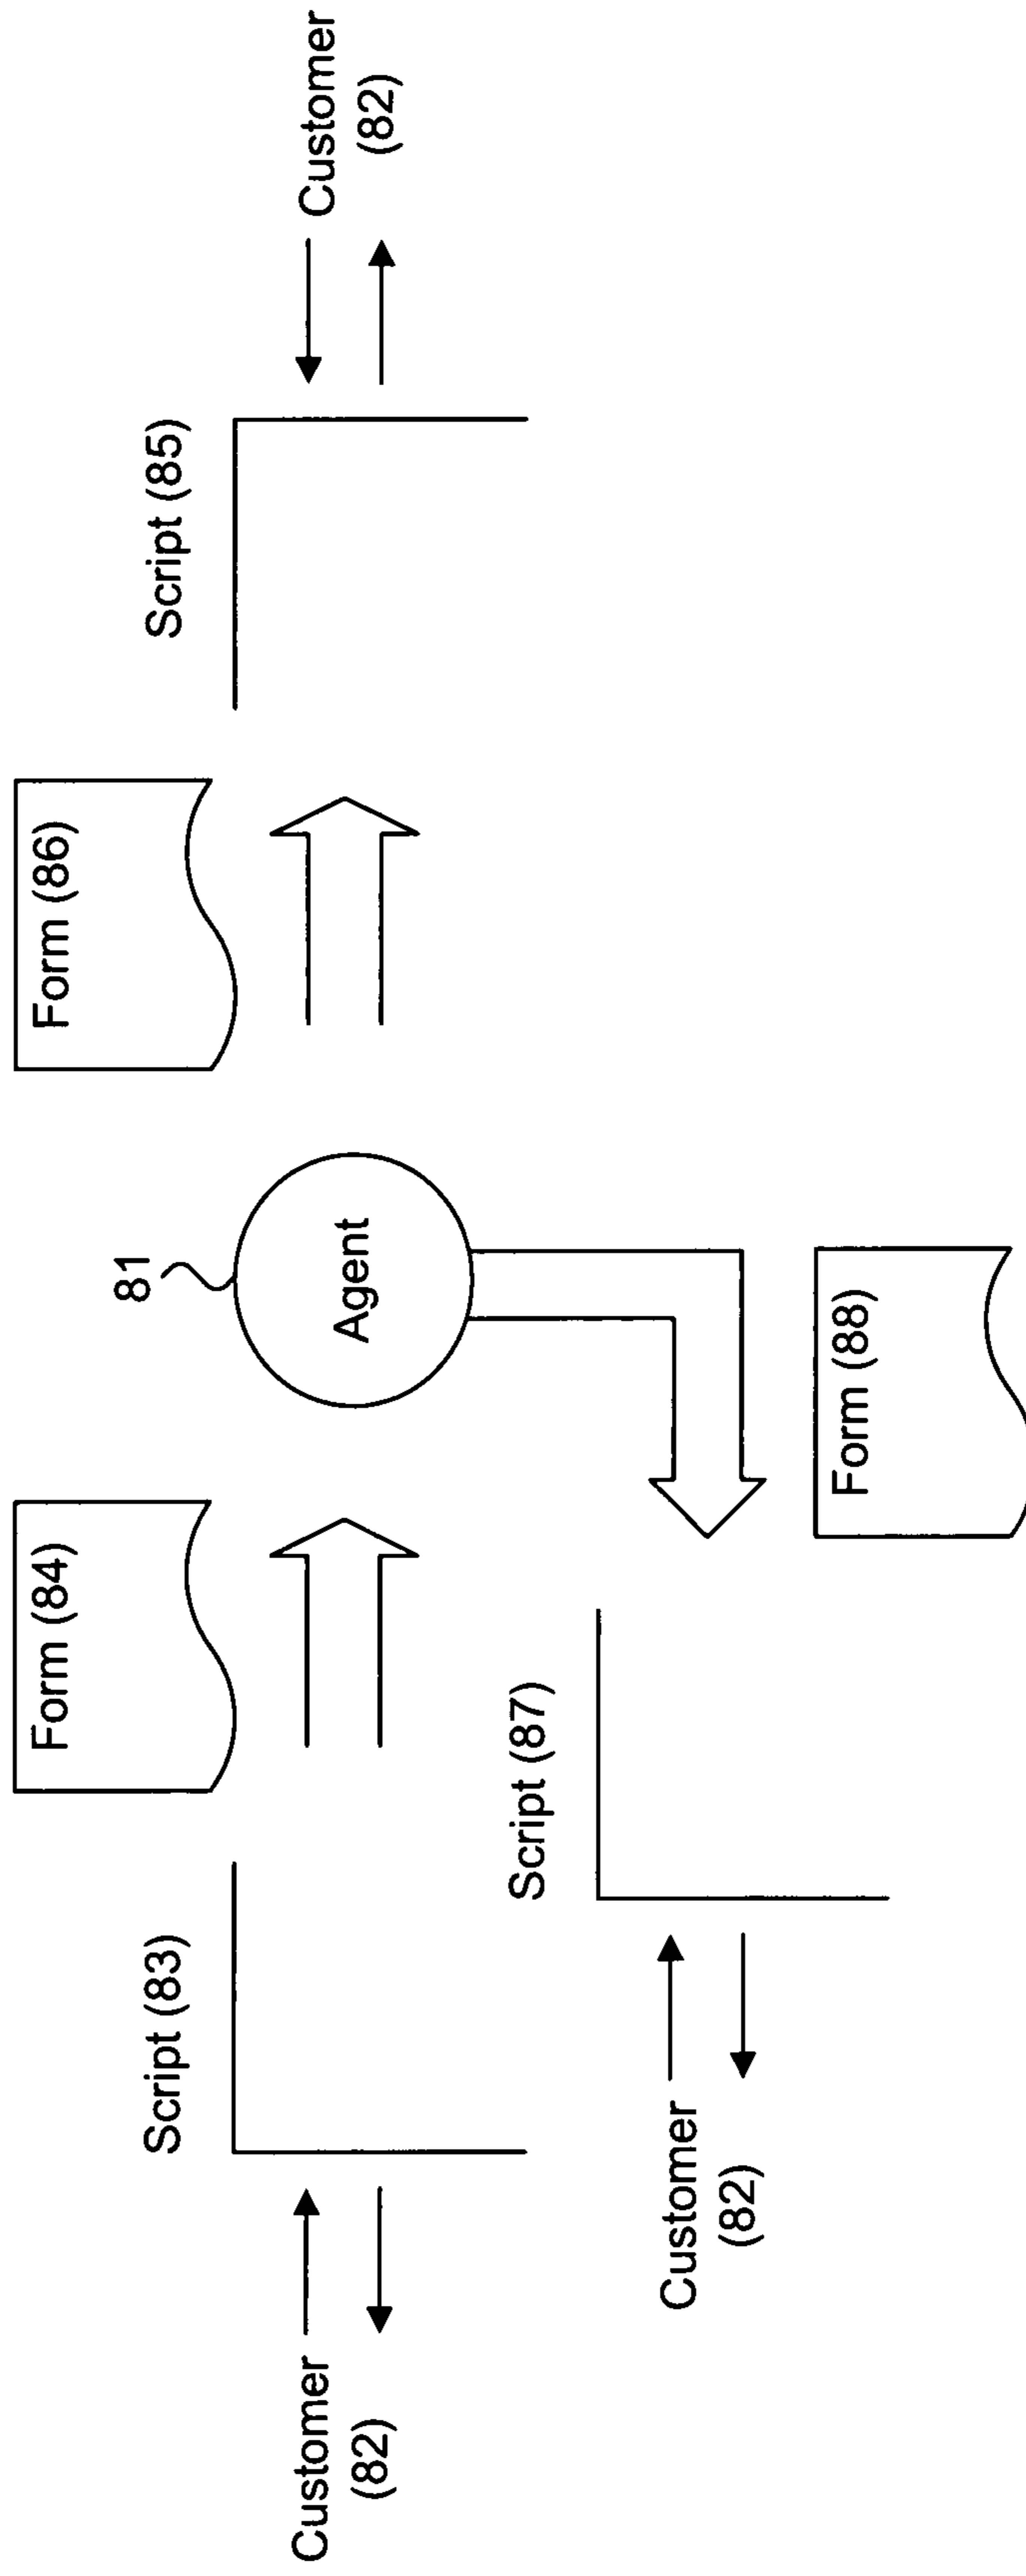 Form (84)
Form (86)
Script (83)
81
Script (85)
Customer
(82)
Agent
Customer
(82)
Script (87)
Customer
(82)
Form (88)